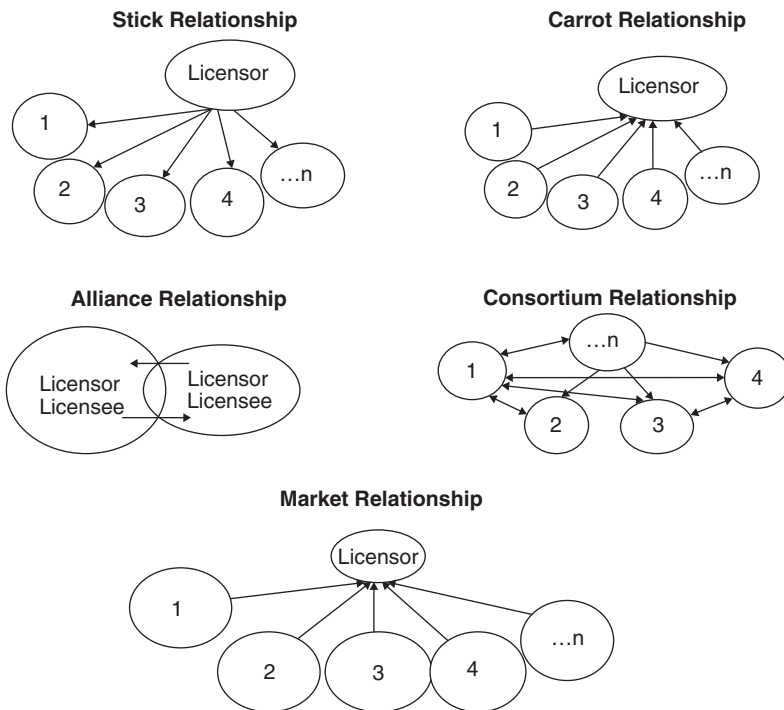 Stick Relationship
Licensor
1
2
3
4
…n
Carrot Relationship
Licensor
1
2
3
4
…n
Alliance Relationship
Licensor
Licensee
Licensor
Licensee
Consortium Relationship
…n
1
4
2
3
Market Relationship
Licensor
1
2
3
4
…n